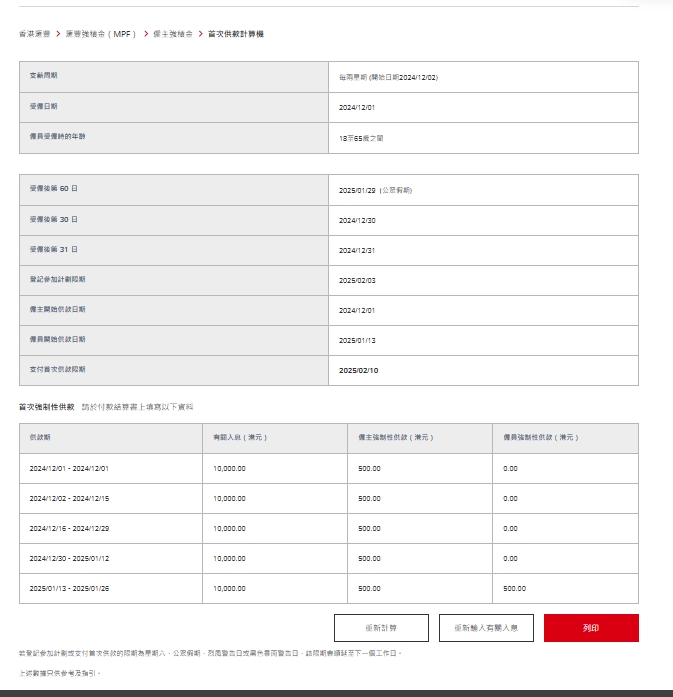 香港滙豐 > 滙豐強積金 ( MPF ) > 僱主強積金 > 首次供款計算機
支薪周期 每兩星期 (開始日期2024/12/02)
受僱日期 2024/12/01
僱員受僱時的年齡 18至65歲之間
受僱後第 60 日 2025/01/29 (公眾假期)
受僱後第 30 日 2024/12/30
受僱後第 31 日 2024/12/31
登記參加計劃限期 2025/02/03
僱主開始供款日期 2024/12/01
僱員開始供款日期 2025/01/13
支付首次供款限期 2025/02/10
首次強制性供款 請於付款結算書上填寫以下資料
供款期 有關入息 ( 港元 ) 僱主強制性供款 ( 港元 ) 僱員強制性供款 ( 港元 )
2024/12/01 - 2024/12/01 10,000.00 500.00 0.00
2024/12/02 - 2024/12/15 10,000.00 500.00 0.00
2024/12/16 - 2024/12/29 10,000.00 500.00 0.00
2024/12/30 - 2025/01/12 10,000.00 500.00 0.00
2025/01/13 - 2025/01/26 10,000.00 500.00 500.00
重新計算 重新輸入有關入息 列印
若登記參加計劃或支付首次供款的限期為星期六、公眾假期、烈風警告日或黑色暴雨警告日，該限期會順延至下一個工作日。
上述數據只供參考及指引。